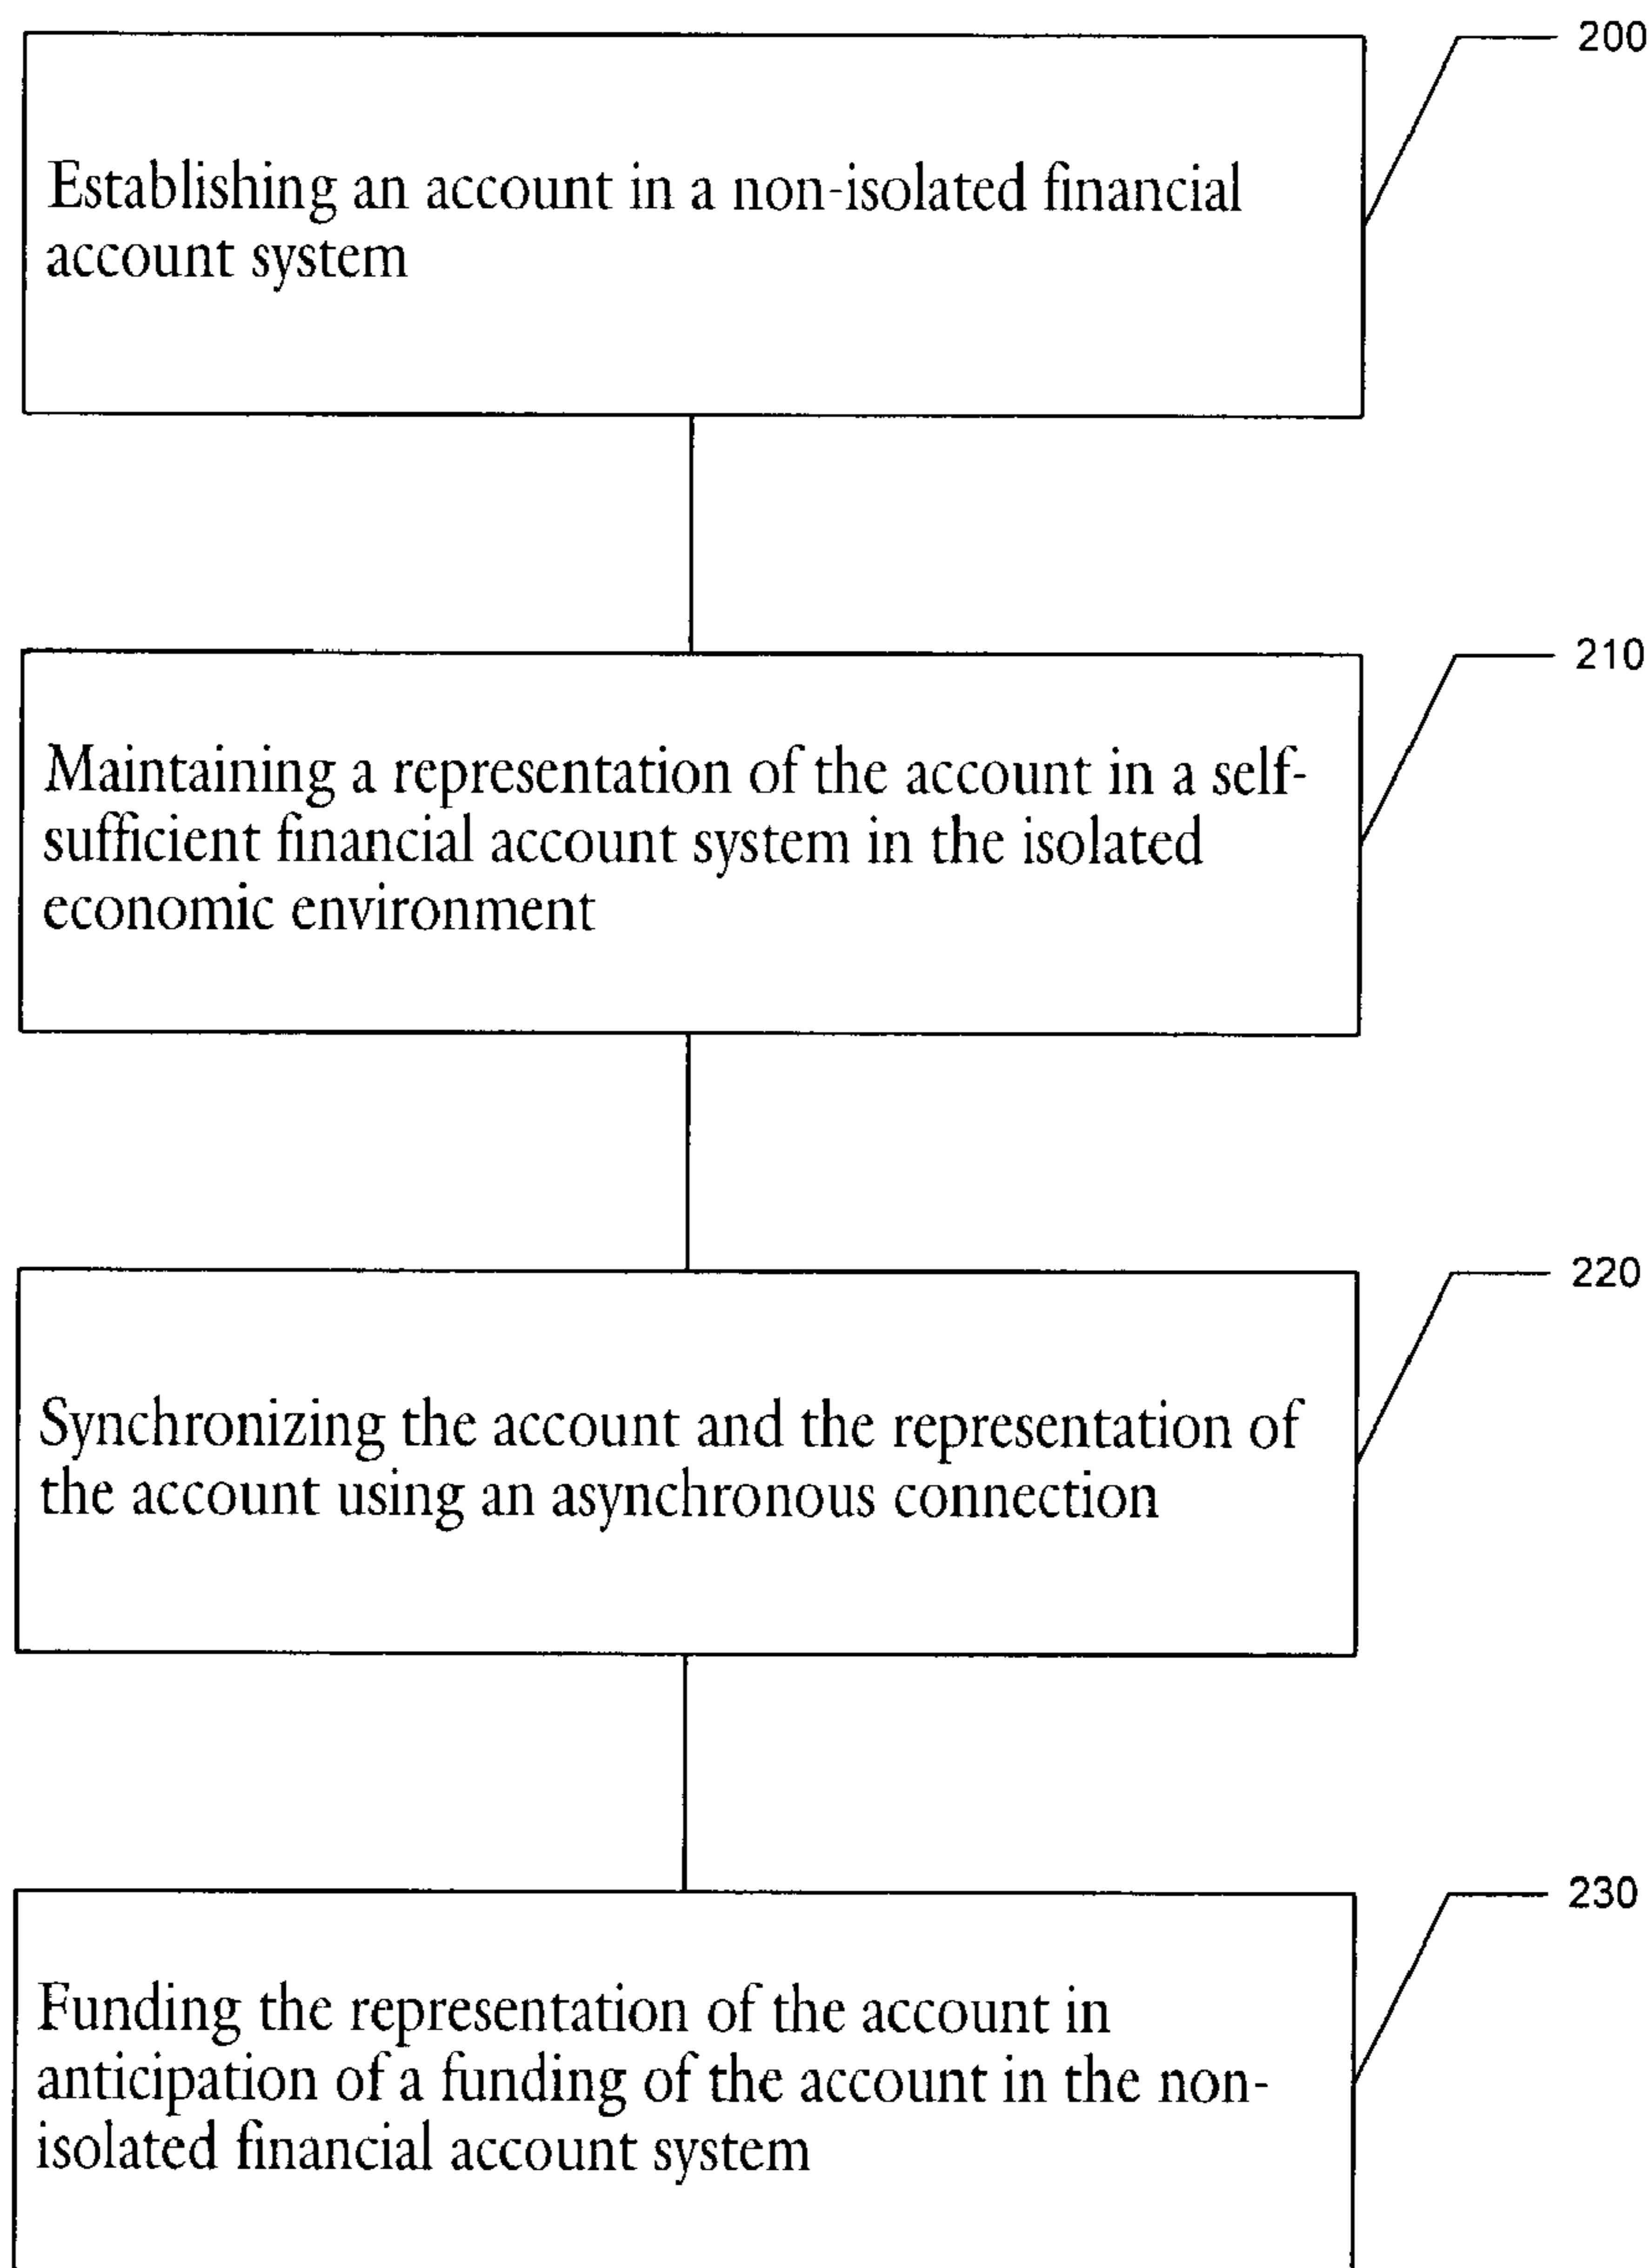 200
Establishing an account in a non-isolated financial
account system
210
Maintaining a representation of the account in a self-
sufficient financial account system in the isolated
economic environment
220
Synchronizing the account and the representation of
the account using an asynchronous connection
230
Funding the representation of the account in
anticipation of a funding of the account in the non-
isolated financial account system